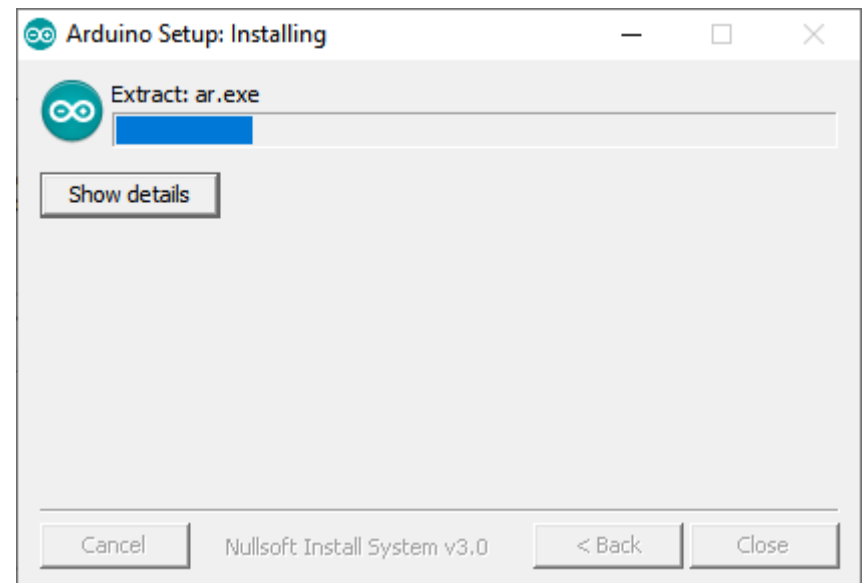 Arduino Setup: Installing
Extract: ar.exe
Show details
Cancel Nullsoft Install System v3.0 < Back Close